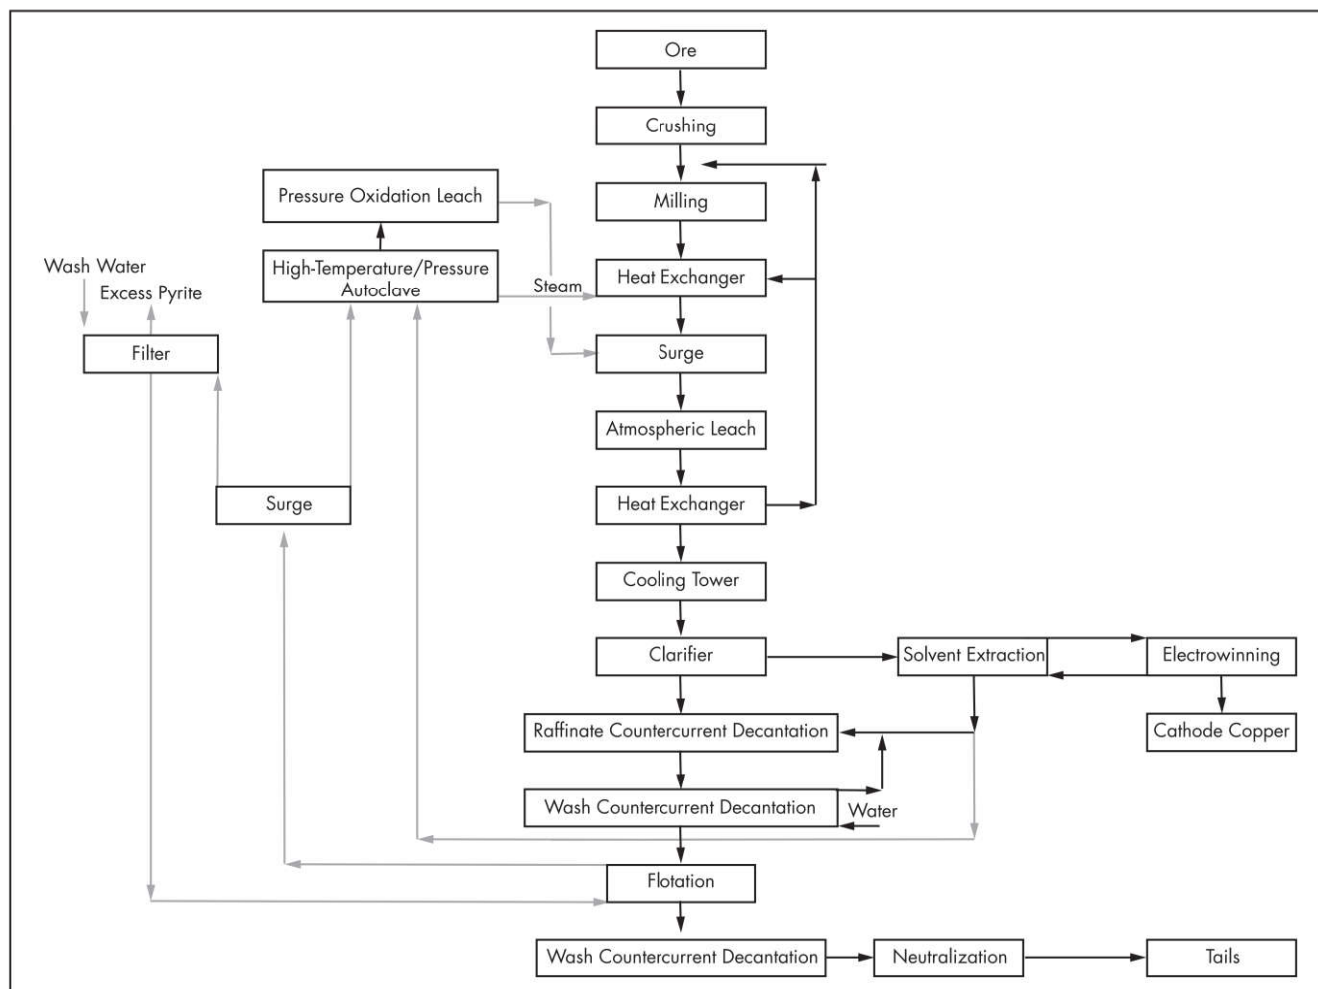 Ore
Crushing
Pressure Oxidation Leach
Milling
Wash Water
Excess Pyrite
High-Temperature/Pressure
Autoclave
Steam
Heat Exchanger
Filter
Surge
Atmospheric Leach
Surge
Heat Exchanger
Cooling Tower
Clarifier
Solvent Extraction
Electrowinning
Raffinate Countercurrent Decantation
Cathode Copper
Wash Countercurrent Decantation
Water
Flotation
Wash Countercurrent Decantation
Neutralization
Tails